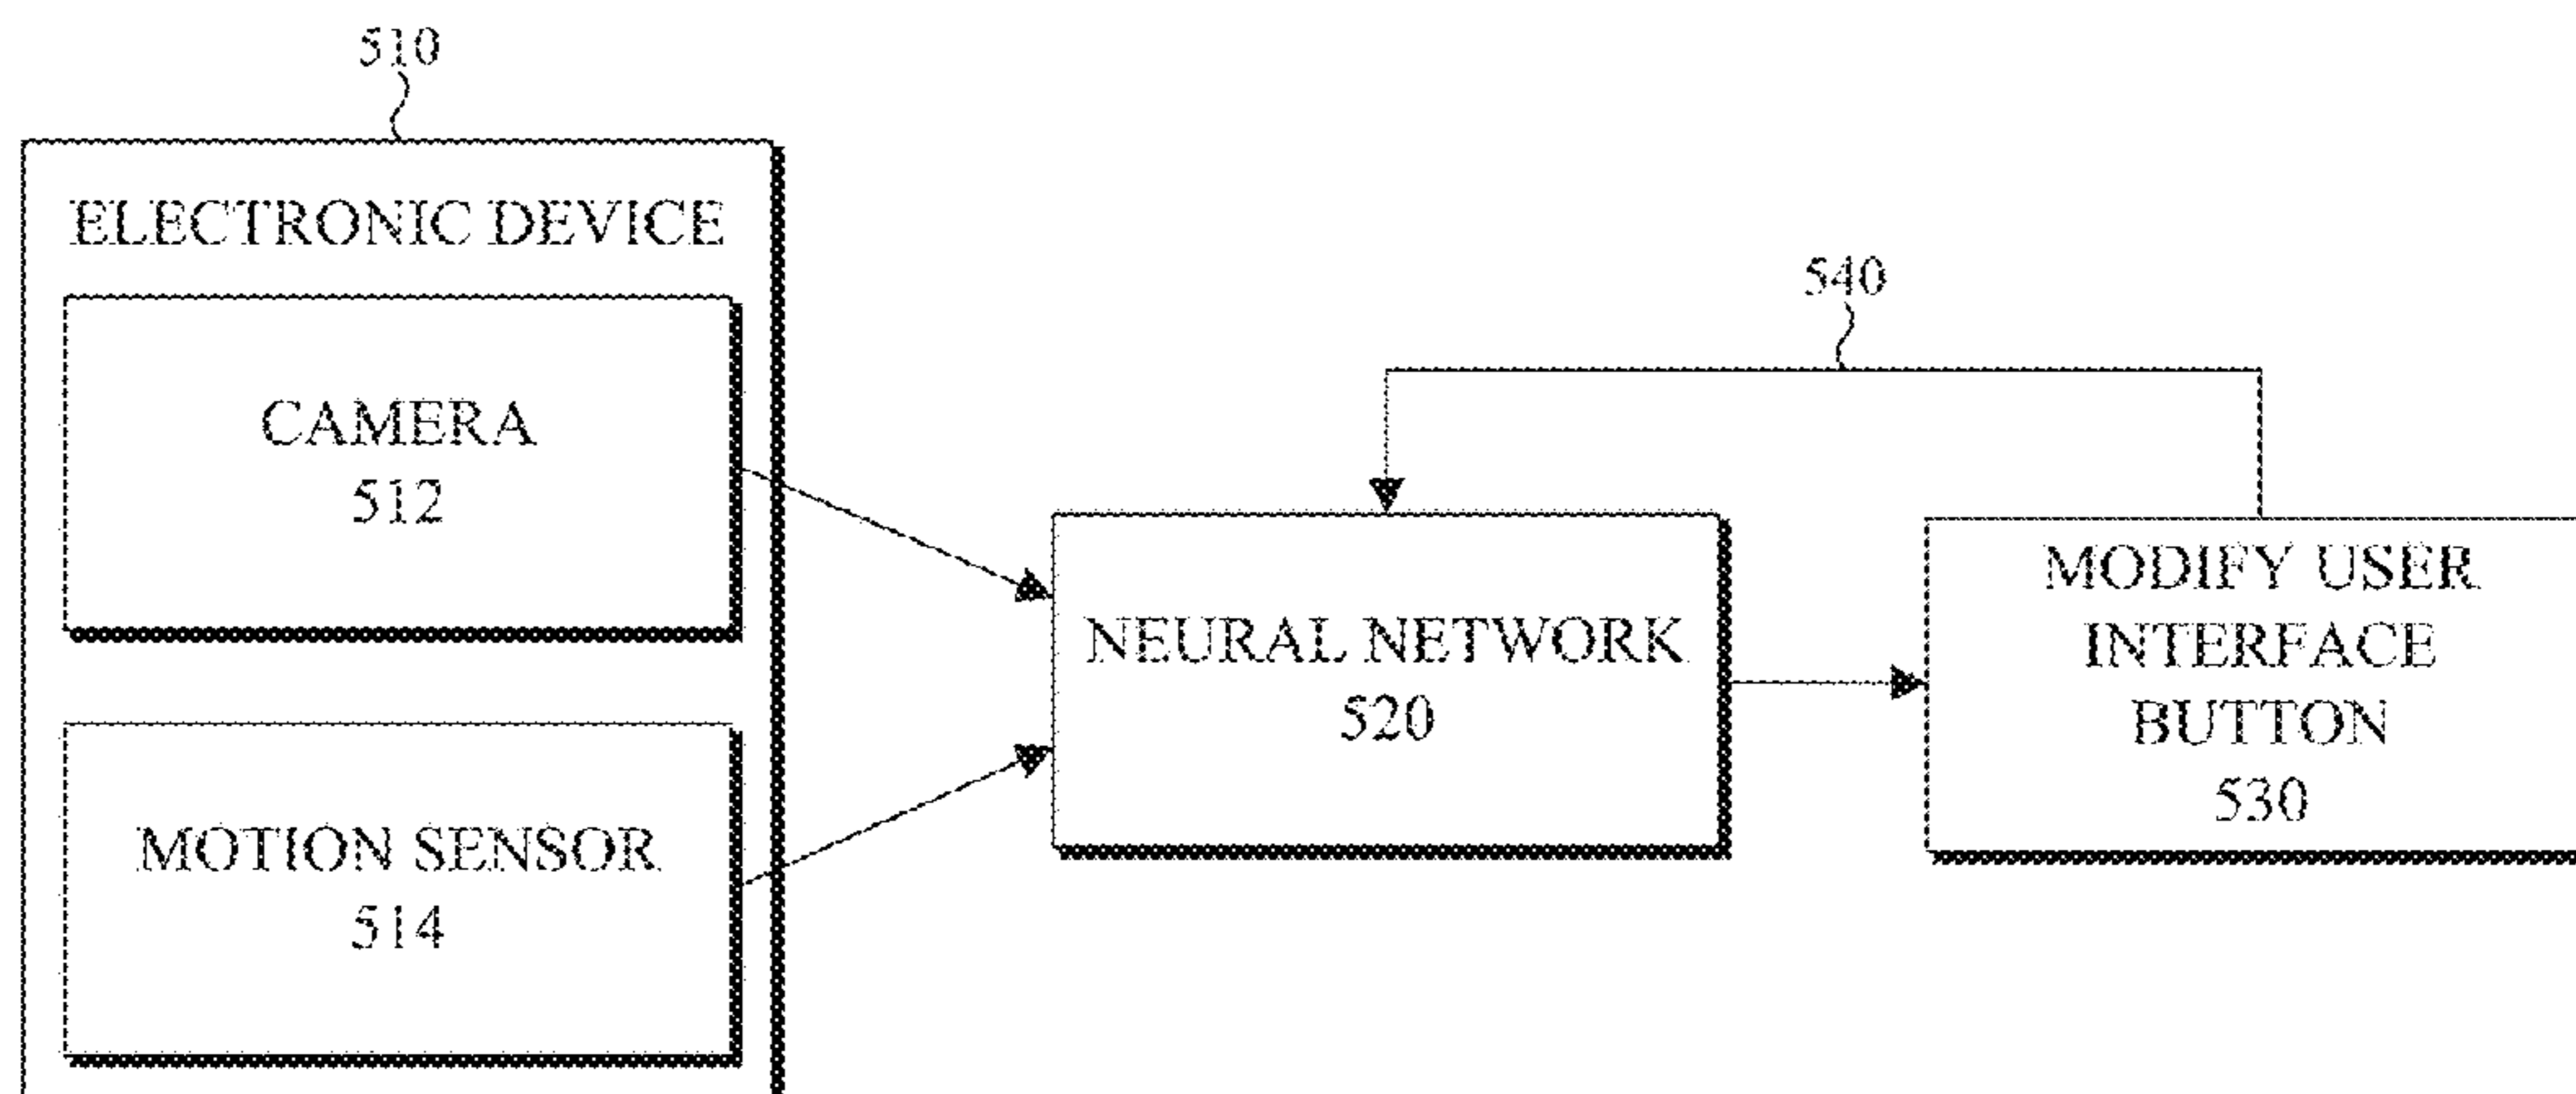 510
ELECTRONIC DEVICE
CAMERA
512
MOTION SENSOR
514
NEURAL NETWORK
520
540
MODIFY USER
INTERFACE
BUTTON
530